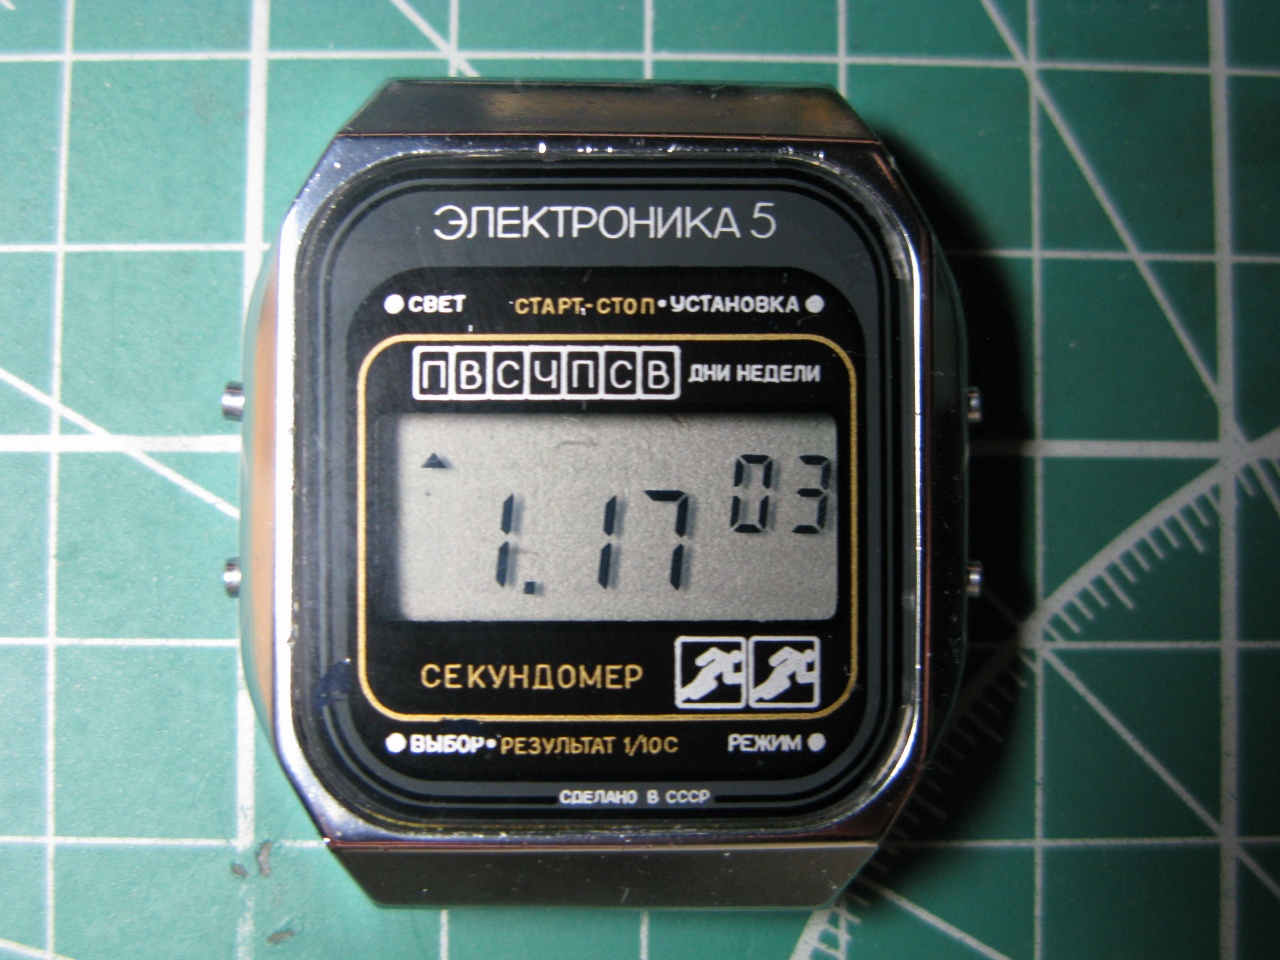 ЭЛЕКТРОНИКА 5
СВЕТ СТАРТ-СТОП•УСТАНОВКА
П В С Ч П С В ДНИ НЕДЕЛИ
03
1.17
СЕКУНДОМЕР
ВЫБОР•РЕЗУЛЬТАТ 1/10С РЕЖИМ
СДЕЛАНО В СССР